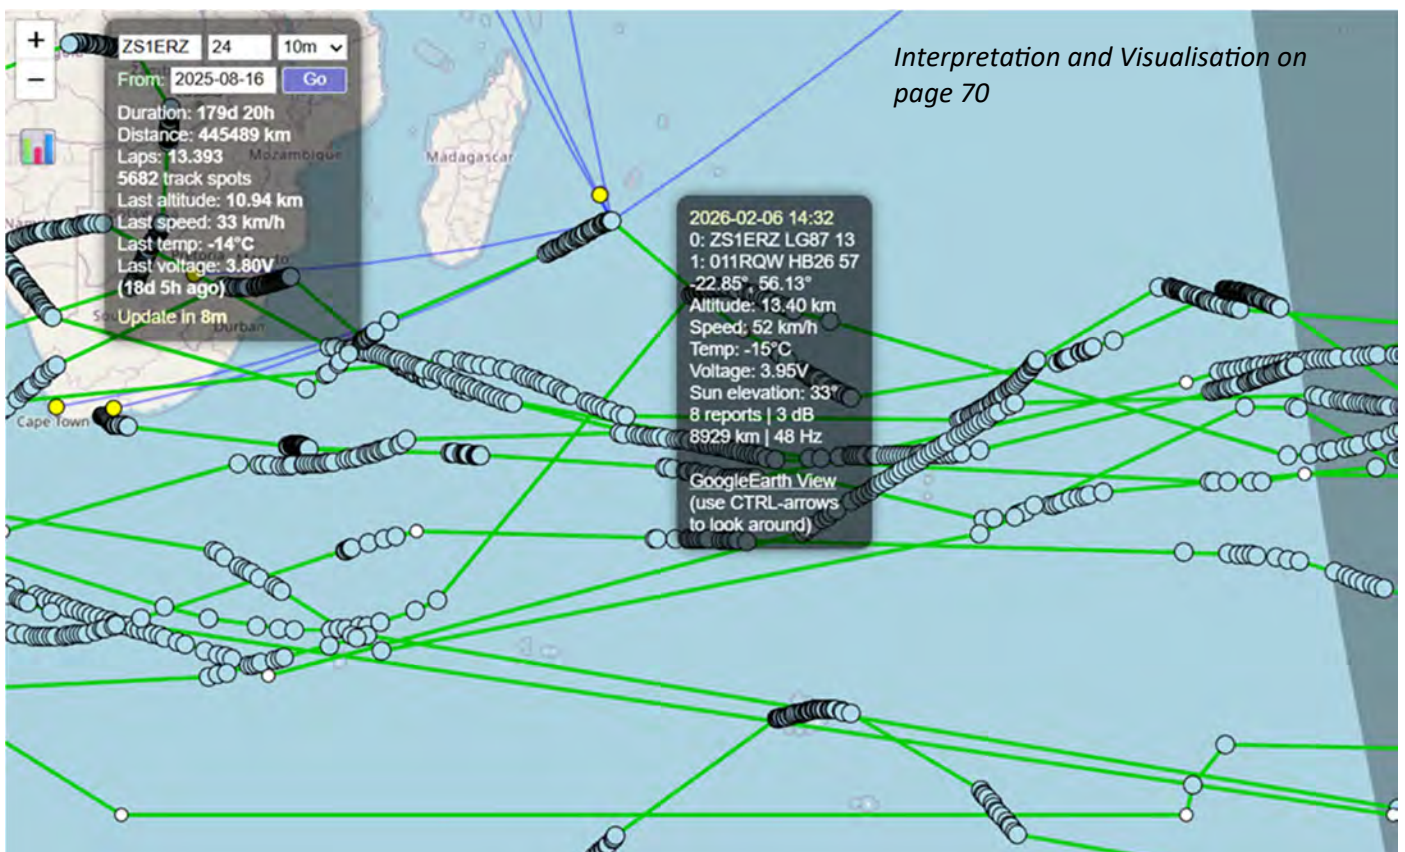 +
−
ZS1ERZ 24 10m
From: 2025-08-16 Go
Duration: 179d 20h
Distance: 445489 km
Laps: 13.393
5682 track spots
Last altitude: 10.94 km
Last speed: 33 km/h
Last temp: -14°C
Last voltage: 3.80V
(18d 5h ago)
Update in 8m
Mozambique
Madagascar
Durban
Cape Town
Interpretation and Visualisation on
page 70
2026-02-06 14:32
0: ZS1ERZ LG87 13
1: 011RQW HB26 57
-22.85°, 56.13°
Altitude: 13.40 km
Speed: 52 km/h
Temp: -15°C
Voltage: 3.95V
Sun elevation: 33°
8 reports | 3 dB
8929 km | 48 Hz
GoogleEarth View
(use CTRL-arrows
to look around)